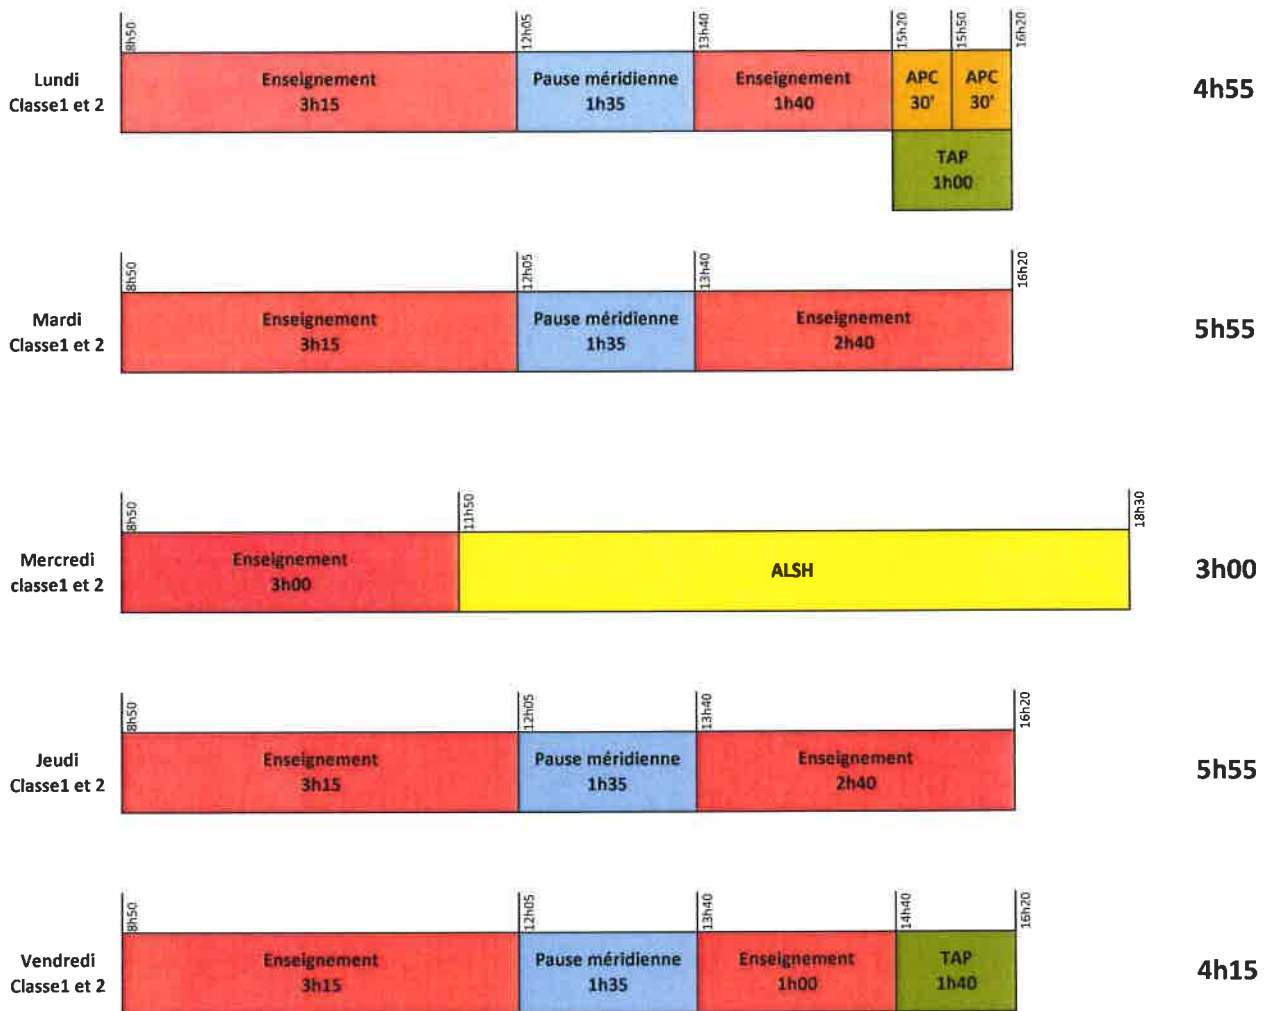 8h50 12h05 13h40 15h20 15h50 16h20
Lundi
Classe1 et 2
Enseignement
3h15
Pause méridienne
1h35
Enseignement
1h40
APC
30'
APC
30'
4h55
TAP
1h00
8h50 12h05 13h40 16h20
Mardi
Classe1 et 2
Enseignement
3h15
Pause méridienne
1h35
Enseignement
2h40
5h55
8h50 11h50 18h30
Mercredi
classe1 et 2
Enseignement
3h00
ALSH
3h00
8h50 12h05 13h40 16h20
Jeudi
Classe1 et 2
Enseignement
3h15
Pause méridienne
1h35
Enseignement
2h40
5h55
8h50 12h05 13h40 14h40 16h20
Vendredi
Classe1 et 2
Enseignement
3h15
Pause méridienne
1h35
Enseignement
1h00
TAP
1h40
4h15